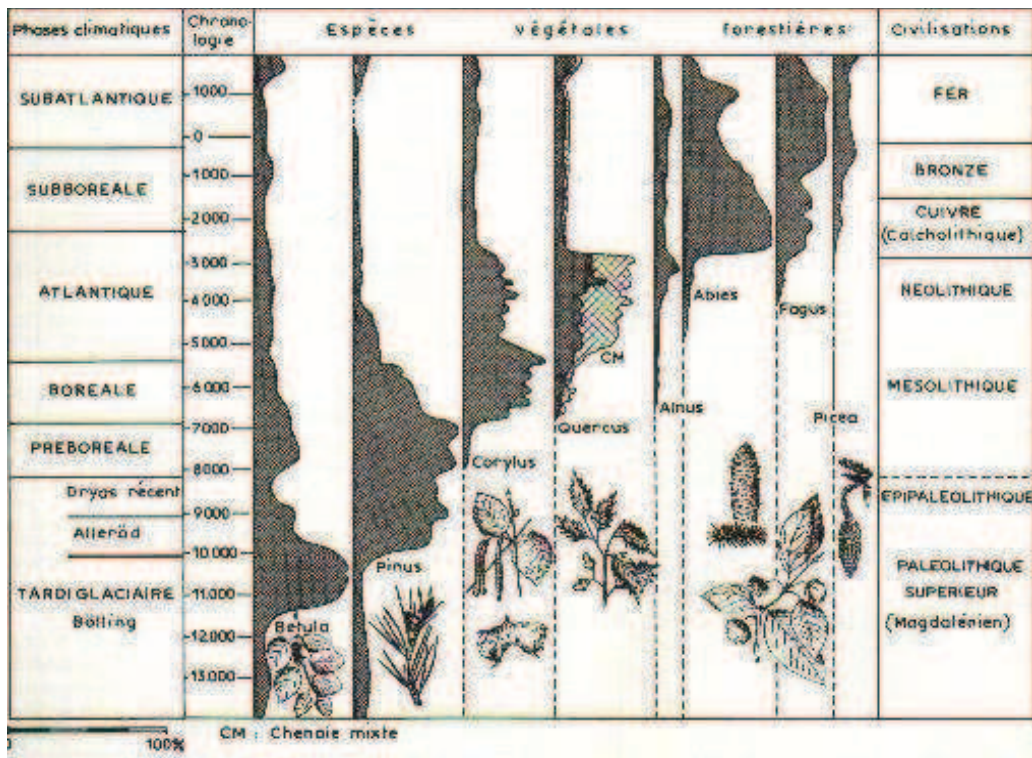 Phases climatiques
Chrono-
logie
Espèces végétales forestières
Civilisations
SUBATLANTIQUE
SUBBOREALE
ATLANTIQUE
BOREALE
PREBOREALE
Dryas récent
Alleröd
TARDIGLACIAIRE
Bölling
1000
0
-1000
-2000
-3000
-4000
-5000
-6000
-7000
-8000
-9000
-10.000
-11.000
-12.000
-13.000
Betula
Pinus
Corylus
Quercus
CM
Alnus
Abies
Fagus
Picea
FER
BRONZE
CUIVRE
(Calcholithique)
NEOLITHIQUE
MESOLITHIQUE
EPIPALEOLITHIQUE
PALEOLITHIQUE
SUPERIEUR
(Magdalénien)
0 100%
CM : Chenaie mixte